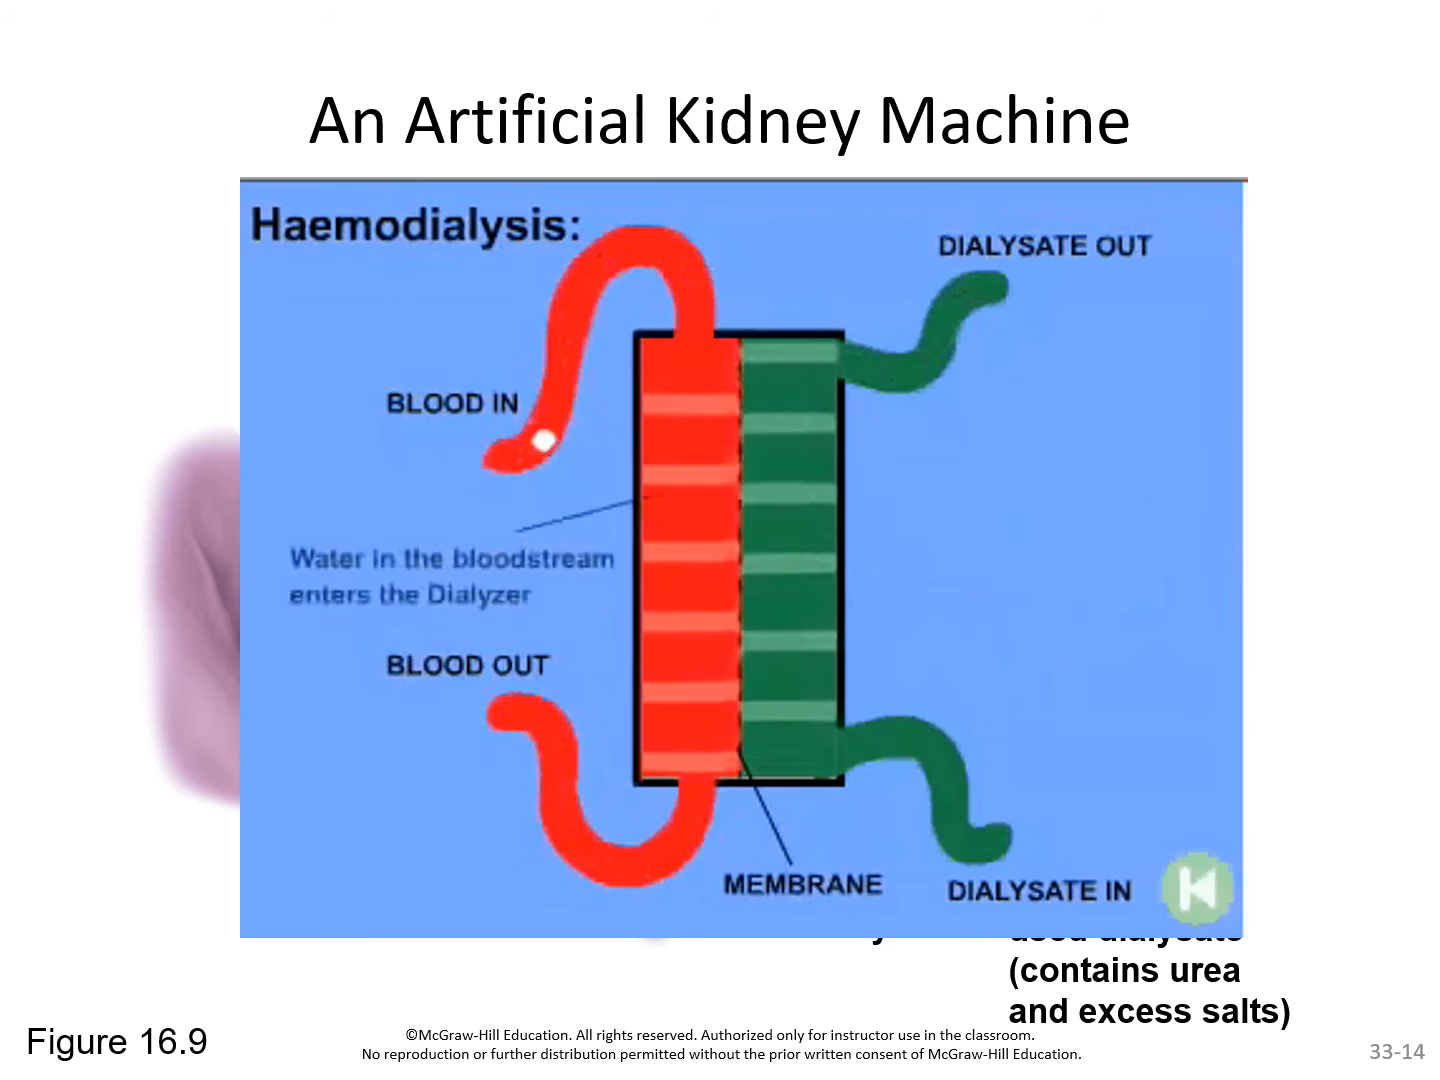 An Artificial Kidney Machine
Haemodialysis:
DIALYSATE OUT
BLOOD IN
Water in the bloodstream
enters the Dialyzer
BLOOD OUT
MEMBRANE
DIALYSATE IN
used dialysate
(contains urea
and excess salts)
Figure 16.9
©McGraw-Hill Education. All rights reserved. Authorized only for instructor use in the classroom.
No reproduction or further distribution permitted without the prior written consent of McGraw-Hill Education.
33-14